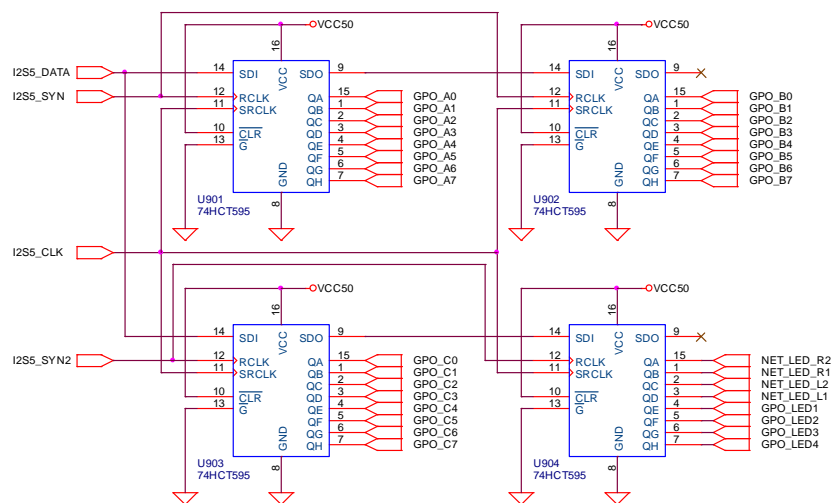 VCC50
VCC50
I2S5_DATA
14 SDI VCC 16 SDO 9
14 SDI VCC 16 SDO 9
I2S5_SYN
12 RCLK QA 15 GPO_A0
11 SRCLK QB 1 GPO_A1
QC 2 GPO_A2
10 CLR QD 3 GPO_A3
13 G QE 4 GPO_A4
QF 5 GPO_A5
QG 6 GPO_A6
GND QH 7 GPO_A7
U901
74HCT595
8
12 RCLK QA 15 GPO_B0
11 SRCLK QB 1 GPO_B1
QC 2 GPO_B2
10 CLR QD 3 GPO_B3
13 G QE 4 GPO_B4
QF 5 GPO_B5
QG 6 GPO_B6
GND QH 7 GPO_B7
U902
74HCT595
8
I2S5_CLK
VCC50
VCC50
14 SDI VCC 16 SDO 9
14 SDI VCC 16 SDO 9
I2S5_SYN2
12 RCLK QA 15 GPO_C0
11 SRCLK QB 1 GPO_C1
QC 2 GPO_C2
10 CLR QD 3 GPO_C3
13 G QE 4 GPO_C4
QF 5 GPO_C5
QG 6 GPO_C6
GND QH 7 GPO_C7
U903
74HCT595
8
12 RCLK QA 15 NET_LED_R2
11 SRCLK QB 1 NET_LED_R1
QC 2 NET_LED_L2
10 CLR QD 3 NET_LED_L1
13 G QE 4 GPO_LED1
QF 5 GPO_LED2
QG 6 GPO_LED3
GND QH 7 GPO_LED4
U904
74HCT595
8